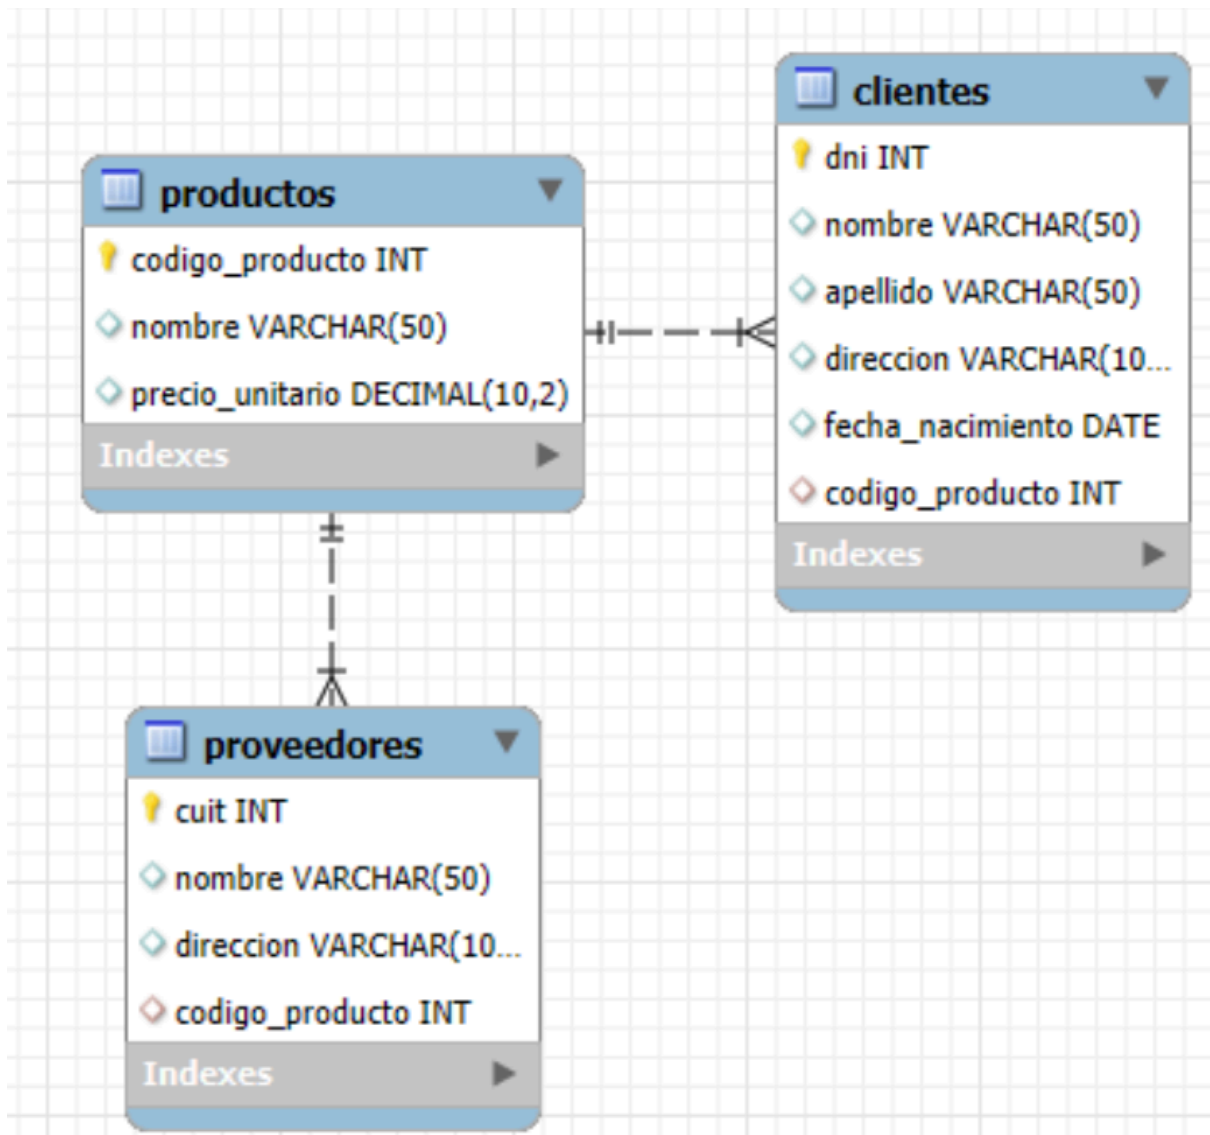 productos
codigo_producto INT
nombre VARCHAR(50)
precio_unitario DECIMAL(10,2)
Indexes
clientes
dni INT
nombre VARCHAR(50)
apellido VARCHAR(50)
direccion VARCHAR(10...
fecha_nacimiento DATE
codigo_producto INT
Indexes
proveedores
cuit INT
nombre VARCHAR(50)
direccion VARCHAR(10...
codigo_producto INT
Indexes